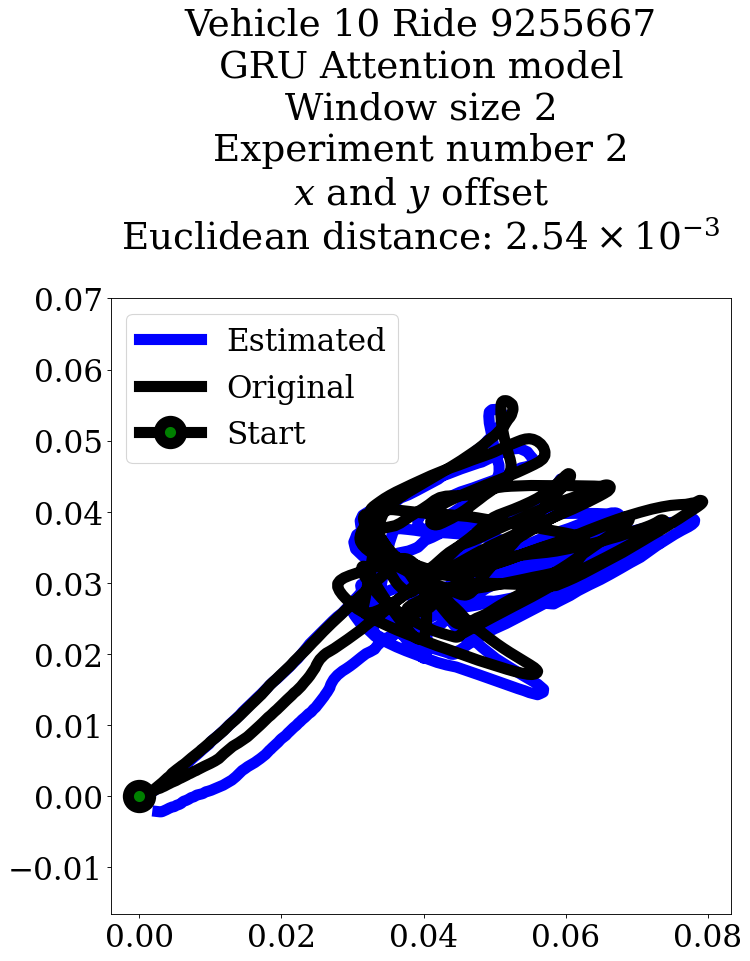 Vehicle 10 Ride 9255667
GRU Attention model
Window size 2
Experiment number 2
x and y offset
Euclidean distance: 2.54 × 10⁻³
0.07
0.06
0.05
0.04
0.03
0.02
0.01
0.00
−0.01
Estimated
Original
Start
0.00 0.02 0.04 0.06 0.08